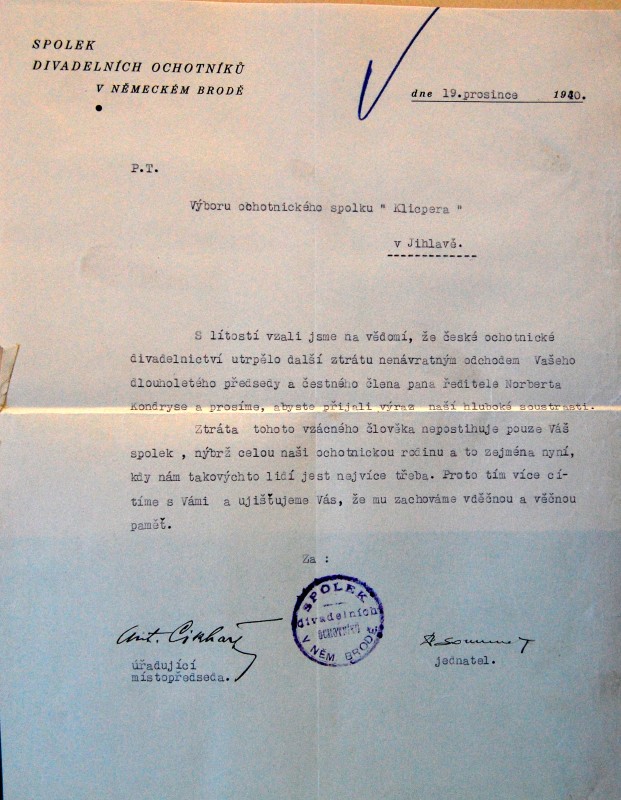 SPOLEK
DIVADELNÍCH OCHOTNÍKŮ
V NĚMECKÉM BRODĚ
dne 19.prosince 1940.
P.T.
Výboru ochotnického spolku " Klicpera "
v Jihlavě.
S lítostí vzali jsme na vědomí, že české ochotnické
divadelnictví utrpělo další ztrátu nenávratným odchodem Vašeho
dlouholetého předsedy a čestného člena pana ředitele Norberta
Kondryse a prosíme, abyste přijali výraz naší hluboké soustrasti.
Ztráta tohoto vzácného člověka nepostihuje pouze Váš
spolek , nýbrž celou naši ochotnickou rodinu a to zejména nyní,
kdy nám takovýchto lidí jest nejvíce třeba. Proto tím více cí-
tíme s Vámi a ujišťujeme Vás, že mu zachováme vděčnou a věčnou
paměť.
Za :
SPOLEK
divadelních
OCHOTNÍKŮ
V NĚM. BRODĚ
Ant. Cikhart
úřadující
místopředseda.
jednatel.